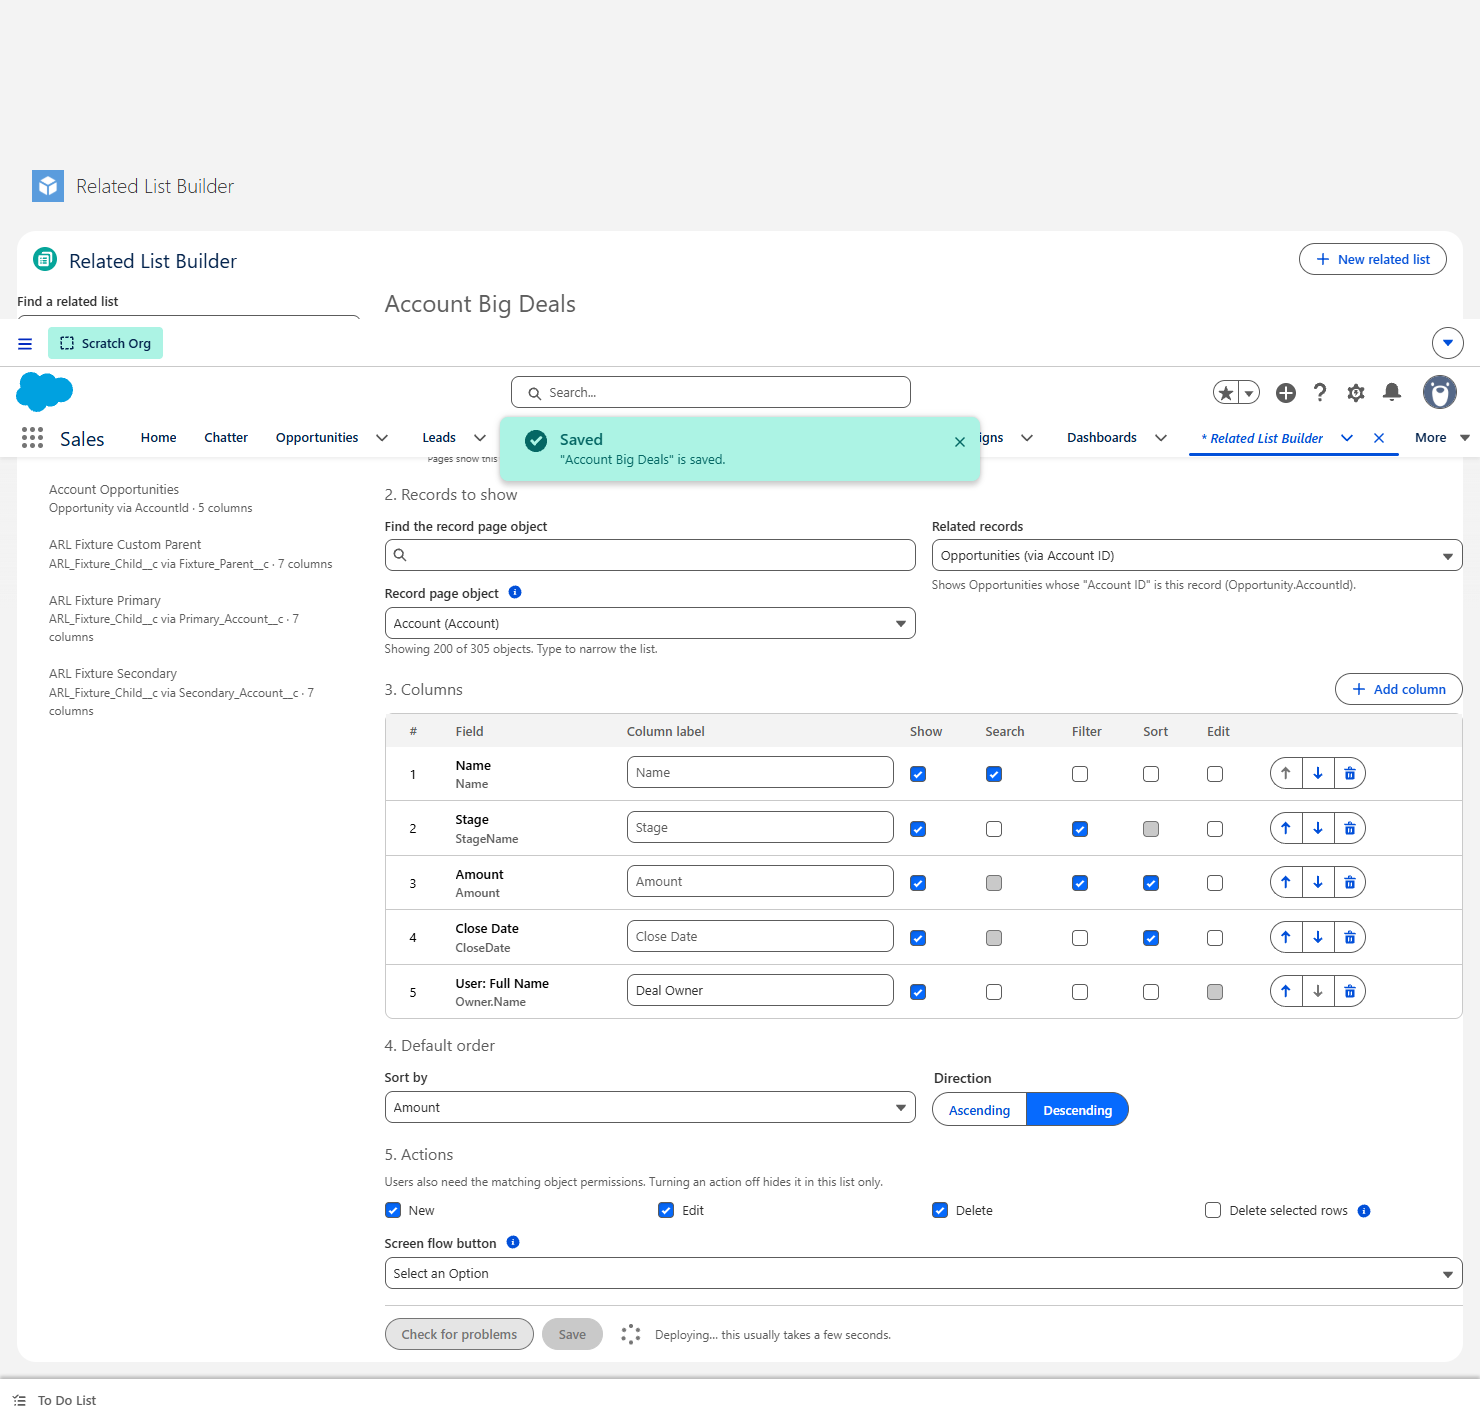 Related List Builder
Related List Builder
New related list
Find a related list
Account Big Deals
Scratch Org
Search...
Sales
Home
Chatter
Opportunities
Leads
Saved
"Account Big Deals" is saved.
Dashboards
* Related List Builder
More
Pages show this
Account Opportunities
Opportunity via AccountId · 5 columns
ARL Fixture Custom Parent
ARL_Fixture_Child__c via Fixture_Parent__c · 7 columns
ARL Fixture Primary
ARL_Fixture_Child__c via Primary_Account__c · 7
columns
ARL Fixture Secondary
ARL_Fixture_Child__c via Secondary_Account__c · 7
columns
2. Records to show
Find the record page object
Related records
Opportunities (via Account ID)
Shows Opportunities whose "Account ID" is this record (Opportunity.AccountId).
Record page object
Account (Account)
Showing 200 of 305 objects. Type to narrow the list.
3. Columns
Add column
# Field Column label Show Search Filter Sort Edit
1 Name Name
Name
2 Stage Stage
StageName
3 Amount Amount
Amount
4 Close Date Close Date
CloseDate
5 User: Full Name Deal Owner
Owner.Name
4. Default order
Sort by
Amount
Direction
Ascending Descending
5. Actions
Users also need the matching object permissions. Turning an action off hides it in this list only.
New Edit Delete Delete selected rows
Screen flow button
Select an Option
Check for problems Save Deploying... this usually takes a few seconds.
To Do List